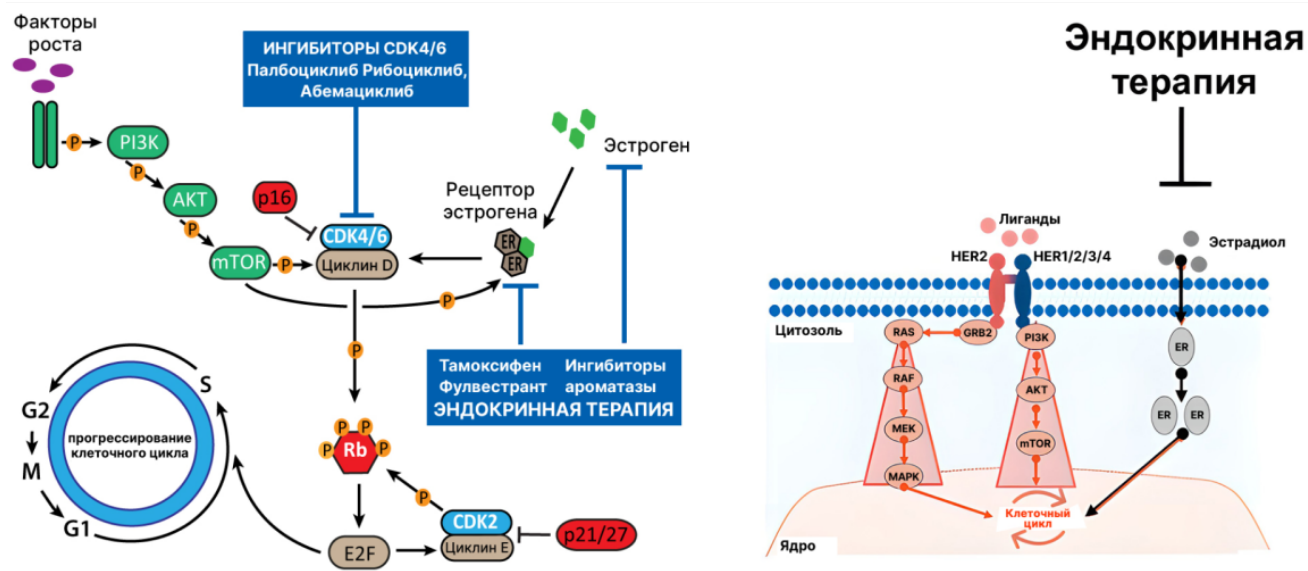 Факторы
роста
ИНГИБИТОРЫ CDK4/6
Палбоциклиб Рибоциклиб,
Абемациклиб
P
PI3K
P
AKT
P
mTOR
P
p16
CDK4/6
Циклин D
Эстроген
Рецептор
эстрогена
ER
ER
P
P
Тамоксифен Ингибиторы
Фулвестрант ароматазы
ЭНДОКРИННАЯ ТЕРАПИЯ
S
G2
M
G1
прогрессирование
клеточного цикла
P
P
P
P
Rb
P
CDK2
Циклин E
p21/27
E2F
Эндокринная
терапия
Лиганды
HER2
HER1/2/3/4
Эстрадиол
Цитозоль
RAS
GRB2
PI3K
ER
RAF
AKT
ER
ER
MEK
mTOR
МАРК
Клеточный
цикл
Ядро